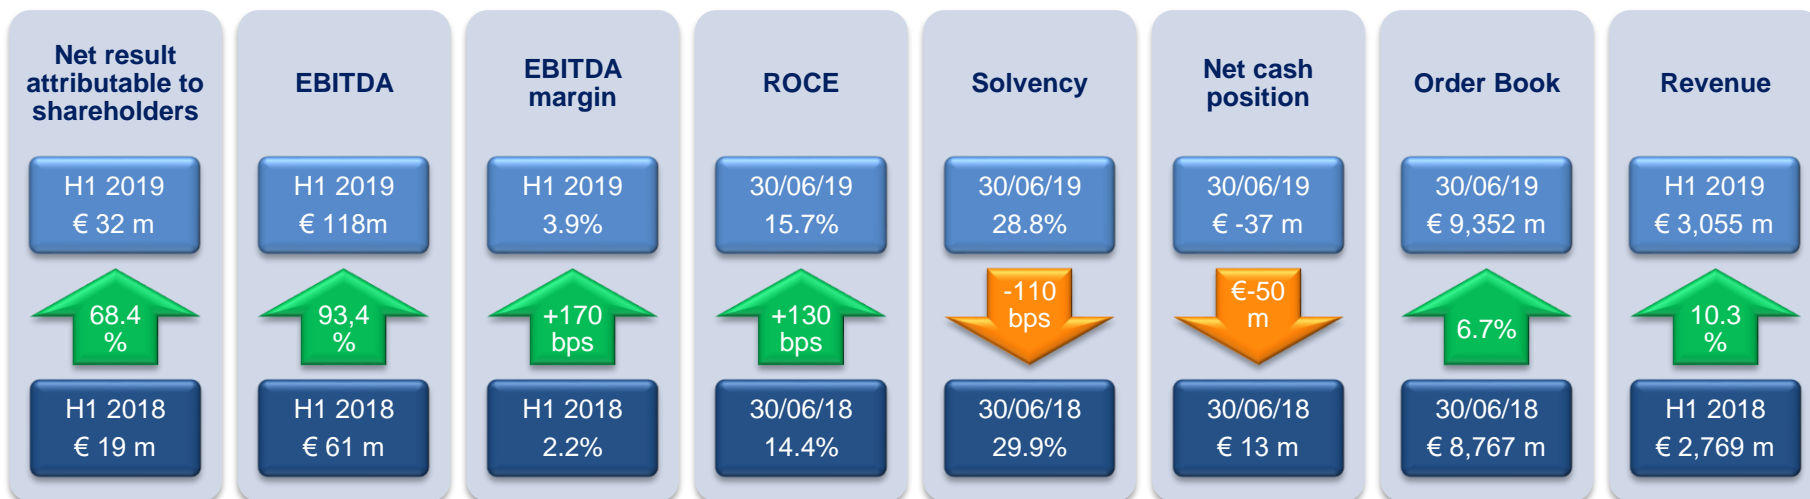 Net result
attributable to
shareholders
H1 2019
€ 32 m
68.4
%
H1 2018
€ 19 m
EBITDA
H1 2019
€ 118m
93,4
%
H1 2018
€ 61 m
EBITDA
margin
H1 2019
3.9%
+170
bps
H1 2018
2.2%
ROCE
30/06/19
15.7%
+130
bps
30/06/18
14.4%
Solvency
30/06/19
28.8%
-110
bps
30/06/18
29.9%
Net cash
position
30/06/19
€ -37 m
€-50
m
30/06/18
€ 13 m
Order Book
30/06/19
€ 9,352 m
6.7%
30/06/18
€ 8,767 m
Revenue
H1 2019
€ 3,055 m
10.3
%
H1 2018
€ 2,769 m